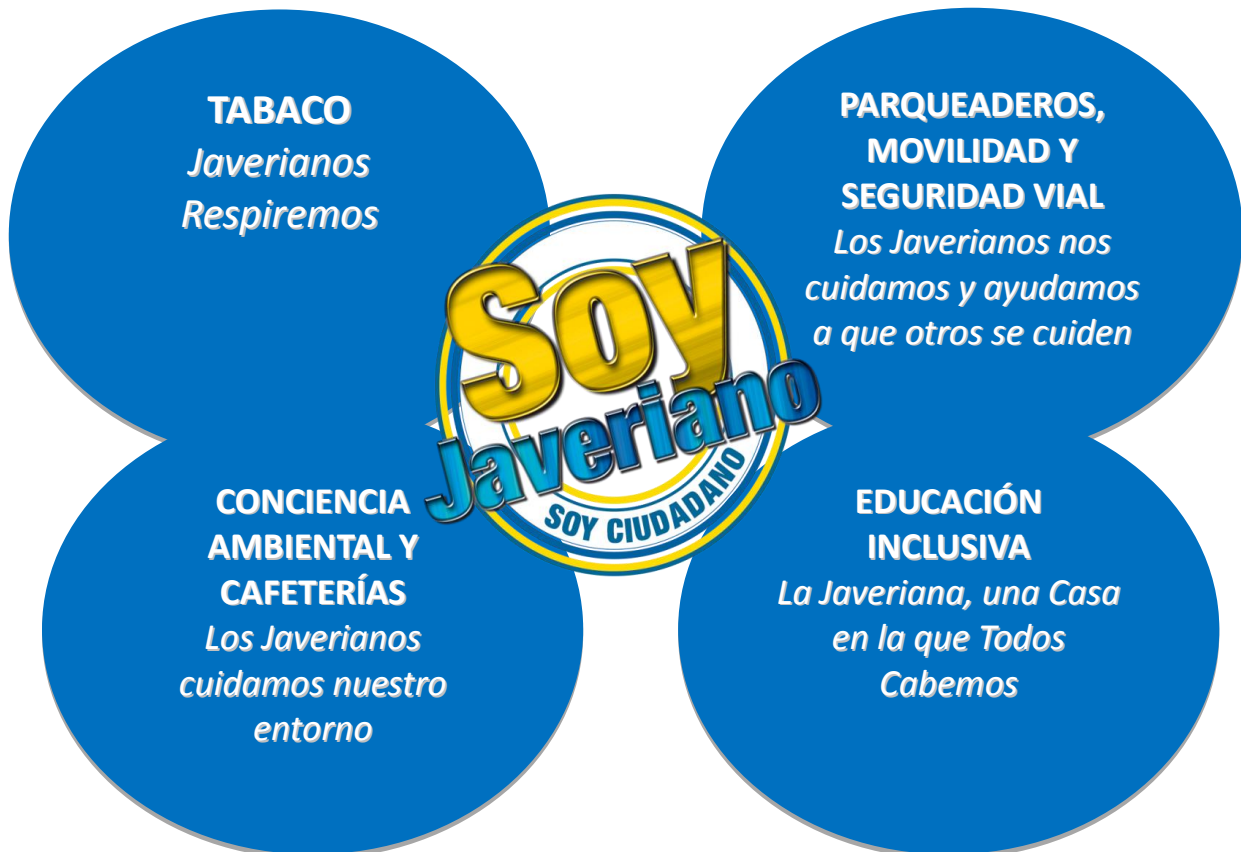 TABACO
Javerianos
Respiremos
PARQUEADEROS,
MOVILIDAD Y
SEGURIDAD VIAL
Los Javerianos nos
cuidamos y ayudamos
a que otros se cuiden
Soy
Javeriano
SOY CIUDADANO
CONCIENCIA
AMBIENTAL Y
CAFETERÍAS
Los Javerianos
cuidamos nuestro
entorno
EDUCACIÓN
INCLUSIVA
La Javeriana, una Casa
en la que Todos
Cabemos